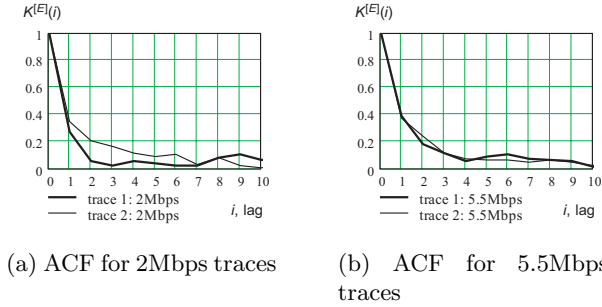 K[E](i)
1
0.8
0.6
0.4
0.2
0
0 1 2 3 4 5 6 7 8 9 10
trace 1: 2Mbps
trace 2: 2Mbps
i, lag
(a) ACF for 2Mbps traces
K[E](i)
1
0.8
0.6
0.4
0.2
0
0 1 2 3 4 5 6 7 8 9 10
trace 1: 5.5Mbps
trace 2: 5.5Mbps
i, lag
(b) ACF for 5.5Mbps
traces